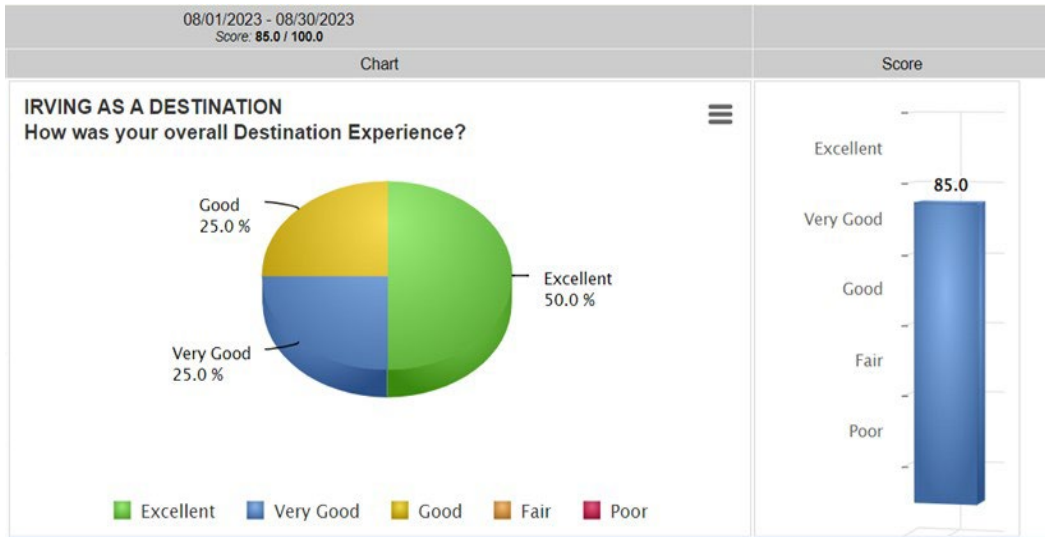 08/01/2023 - 08/30/2023
Score: 85.0 / 100.0
Chart
Score
IRVING AS A DESTINATION
How was your overall Destination Experience?
Good
25.0 %
Excellent
50.0 %
Very Good
25.0 %
Excellent
Very Good
Good
Fair
Poor
85.0
Excellent
Very Good
Good
Fair
Poor